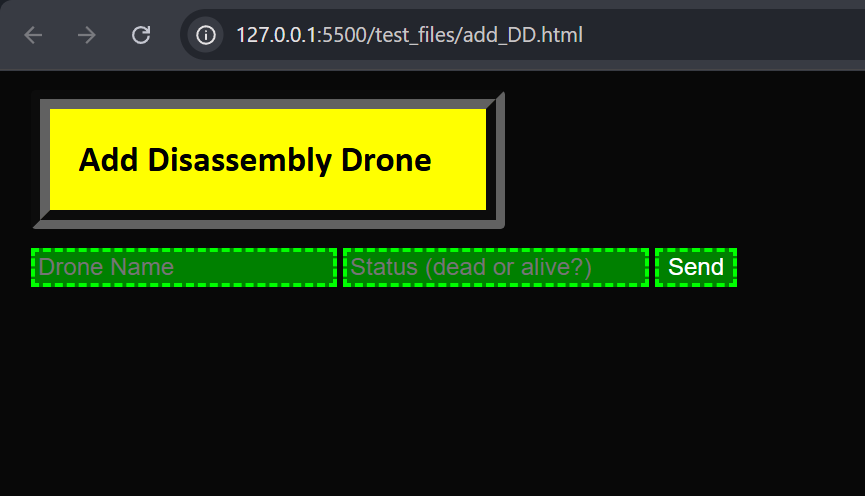 127.0.0.1:5500/test_files/add_DD.html
Add Disassembly Drone
Drone Name Status (dead or alive?) Send